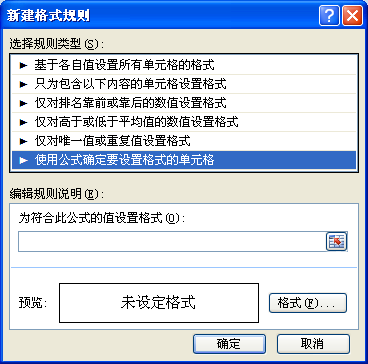 新建格式规则
选择规则类型(S):
► 基于各自值设置所有单元格的格式
► 只为包含以下内容的单元格设置格式
► 仅对排名靠前或靠后的数值设置格式
► 仅对高于或低于平均值的数值设置格式
► 仅对唯一值或重复值设置格式
► 使用公式确定要设置格式的单元格
编辑规则说明(E):
为符合此公式的值设置格式(O):
预览:
未设定格式
格式(F)...
确定
取消